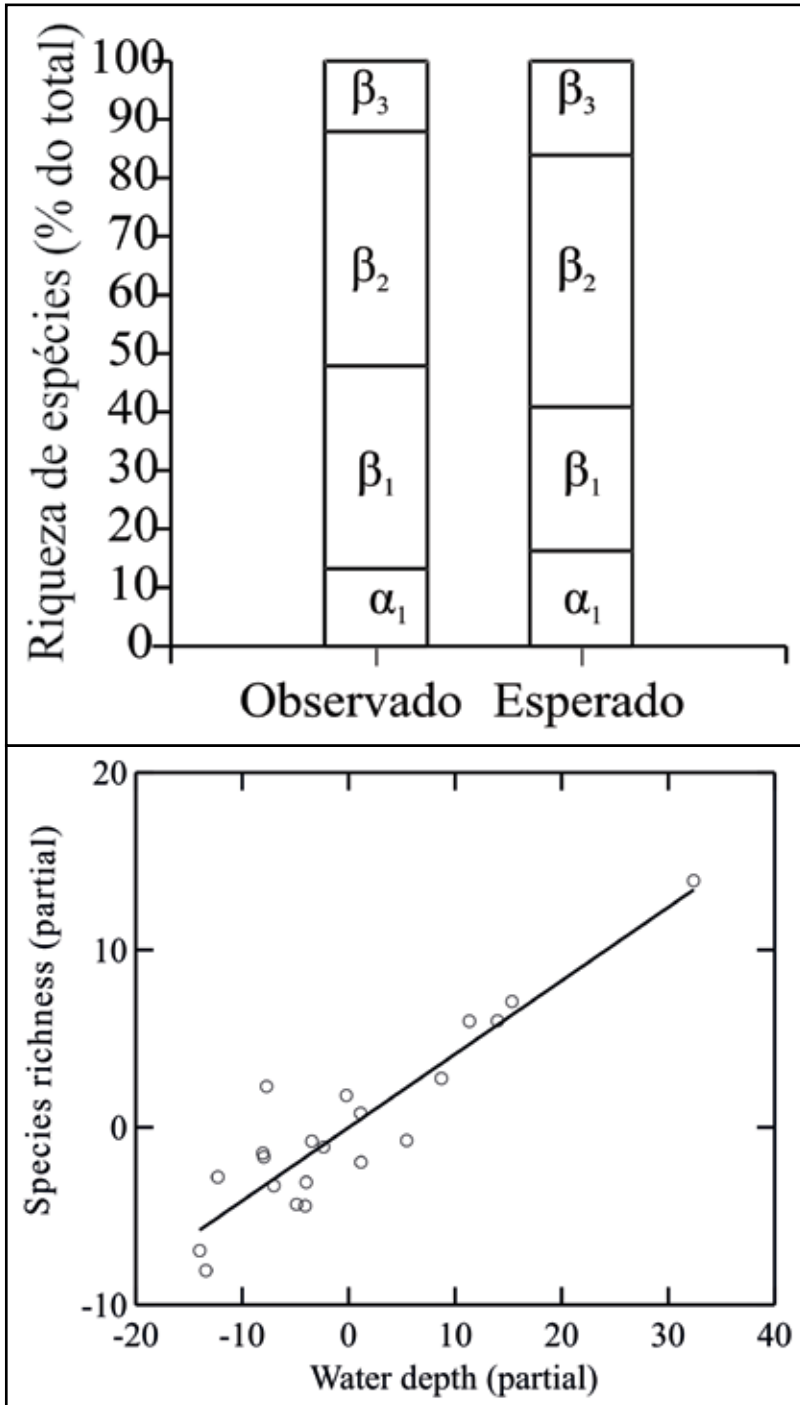 Riqueza de espécies (% do total)
100
90
80
70
60
50
40
30
20
10
0
β3
β2
β1
α1
β3
β2
β1
α1
Observado Esperado
Species richness (partial)
20
10
0
-10
-20 -10 0 10 20 30 40
Water depth (partial)